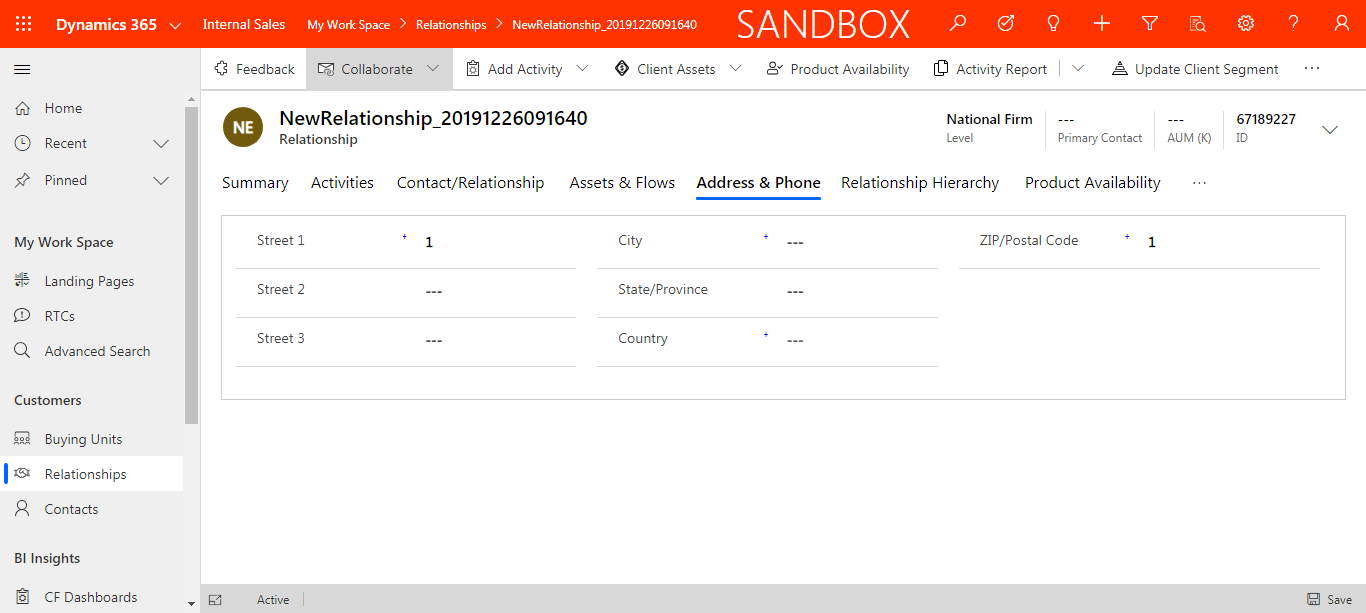 Dynamics 365 Internal Sales My Work Space > Relationships > NewRelationship_20191226091640 SANDBOX
Feedback Collaborate Add Activity Client Assets Product Availability Activity Report Update Client Segment ···
Home
Recent
Pinned
My Work Space
Landing Pages
RTCs
Advanced Search
Customers
Buying Units
Relationships
Contacts
BI Insights
CF Dashboards
NE
NewRelationship_20191226091640
Relationship
National Firm
Level
---
Primary Contact
---
AUM (K)
67189227
ID
Summary Activities Contact/Relationship Assets & Flows Address & Phone Relationship Hierarchy Product Availability ···
Street 1 + 1 City + --- ZIP/Postal Code + 1
Street 2 --- State/Province ---
Street 3 --- Country + ---
Active Save